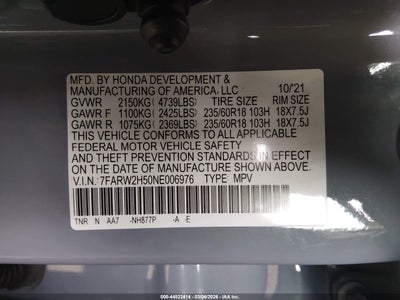 MFD. BY HONDA DEVELOPMENT &
MANUFACTURING OF AMERICA, LLC 10/'21
GVWR 2150KG( 4739LBS) TIRE SIZE RIM SIZE
GAWR F 1100KG( 2425LBS) 235/60R18 103H 18X7.5J
GAWR R 1075KG( 2369LBS) 235/60R18 103H 18X7.5J
THIS VEHICLE CONFORMS TO ALL APPLICABLE
FEDERAL MOTOR VEHICLE SAFETY
AND THEFT PREVENTION STANDARDS IN EFFECT
ON THE DATE OF MANUFACTURE SHOWN ABOVE.
V.I.N. 7FARW2H50NE006976 TYPE MPV
TNR N AA7 -NH877P -A -E
000-44522414 - 03/06/2026 - IAA Inc.